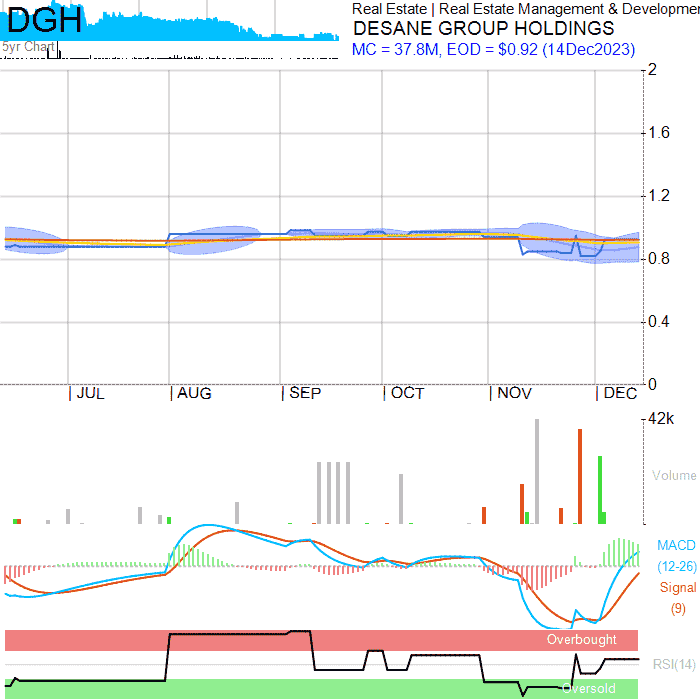 DGH
5yr Chart
Real Estate | Real Estate Management & Developmen
DESANE GROUP HOLDINGS
MC = 37.8M, EOD = $0.92 (14Dec2023)
2
1.6
1.2
0.8
0.4
0
JUL AUG SEP OCT NOV DEC
42k
Volume
MACD
(12-26)
Signal
(9)
Overbought
RSI(14)
Oversold